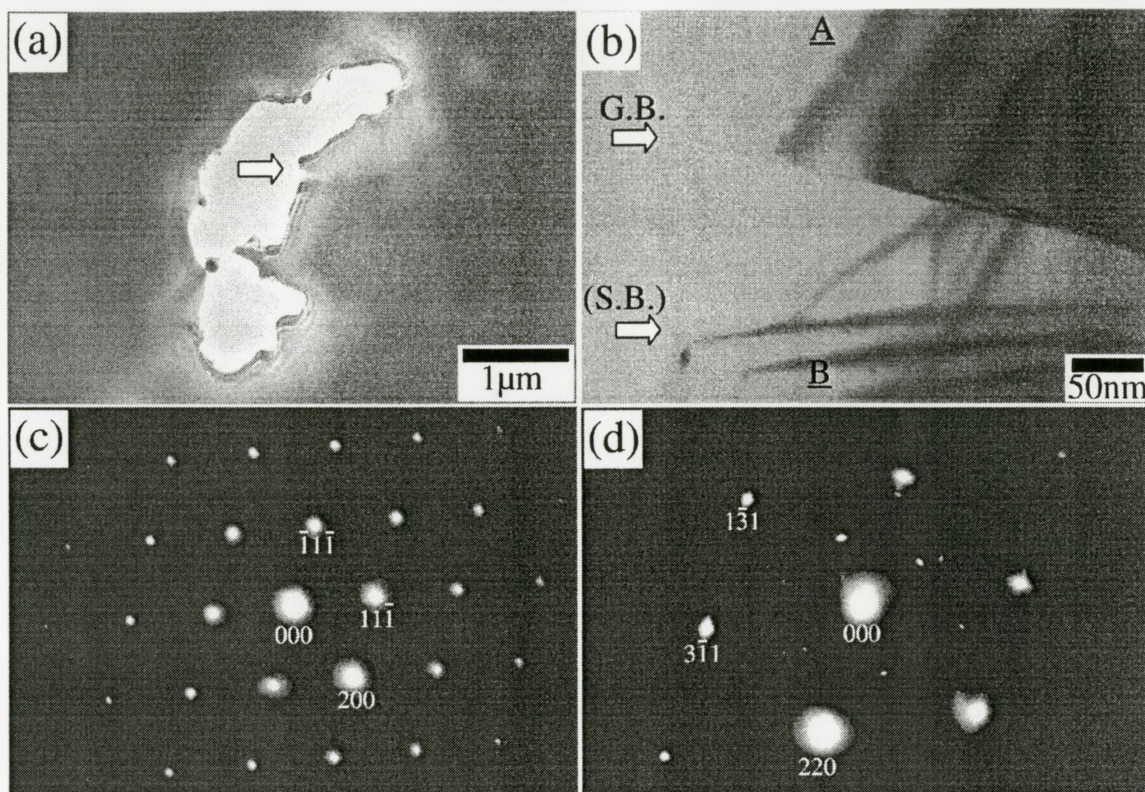 (a)
1μm
(b)
A
G.B.
(S.B.)
B
50nm
(c)
1̄11̄
111̄
000
200
(d)
13̄1
000
31̄1
220